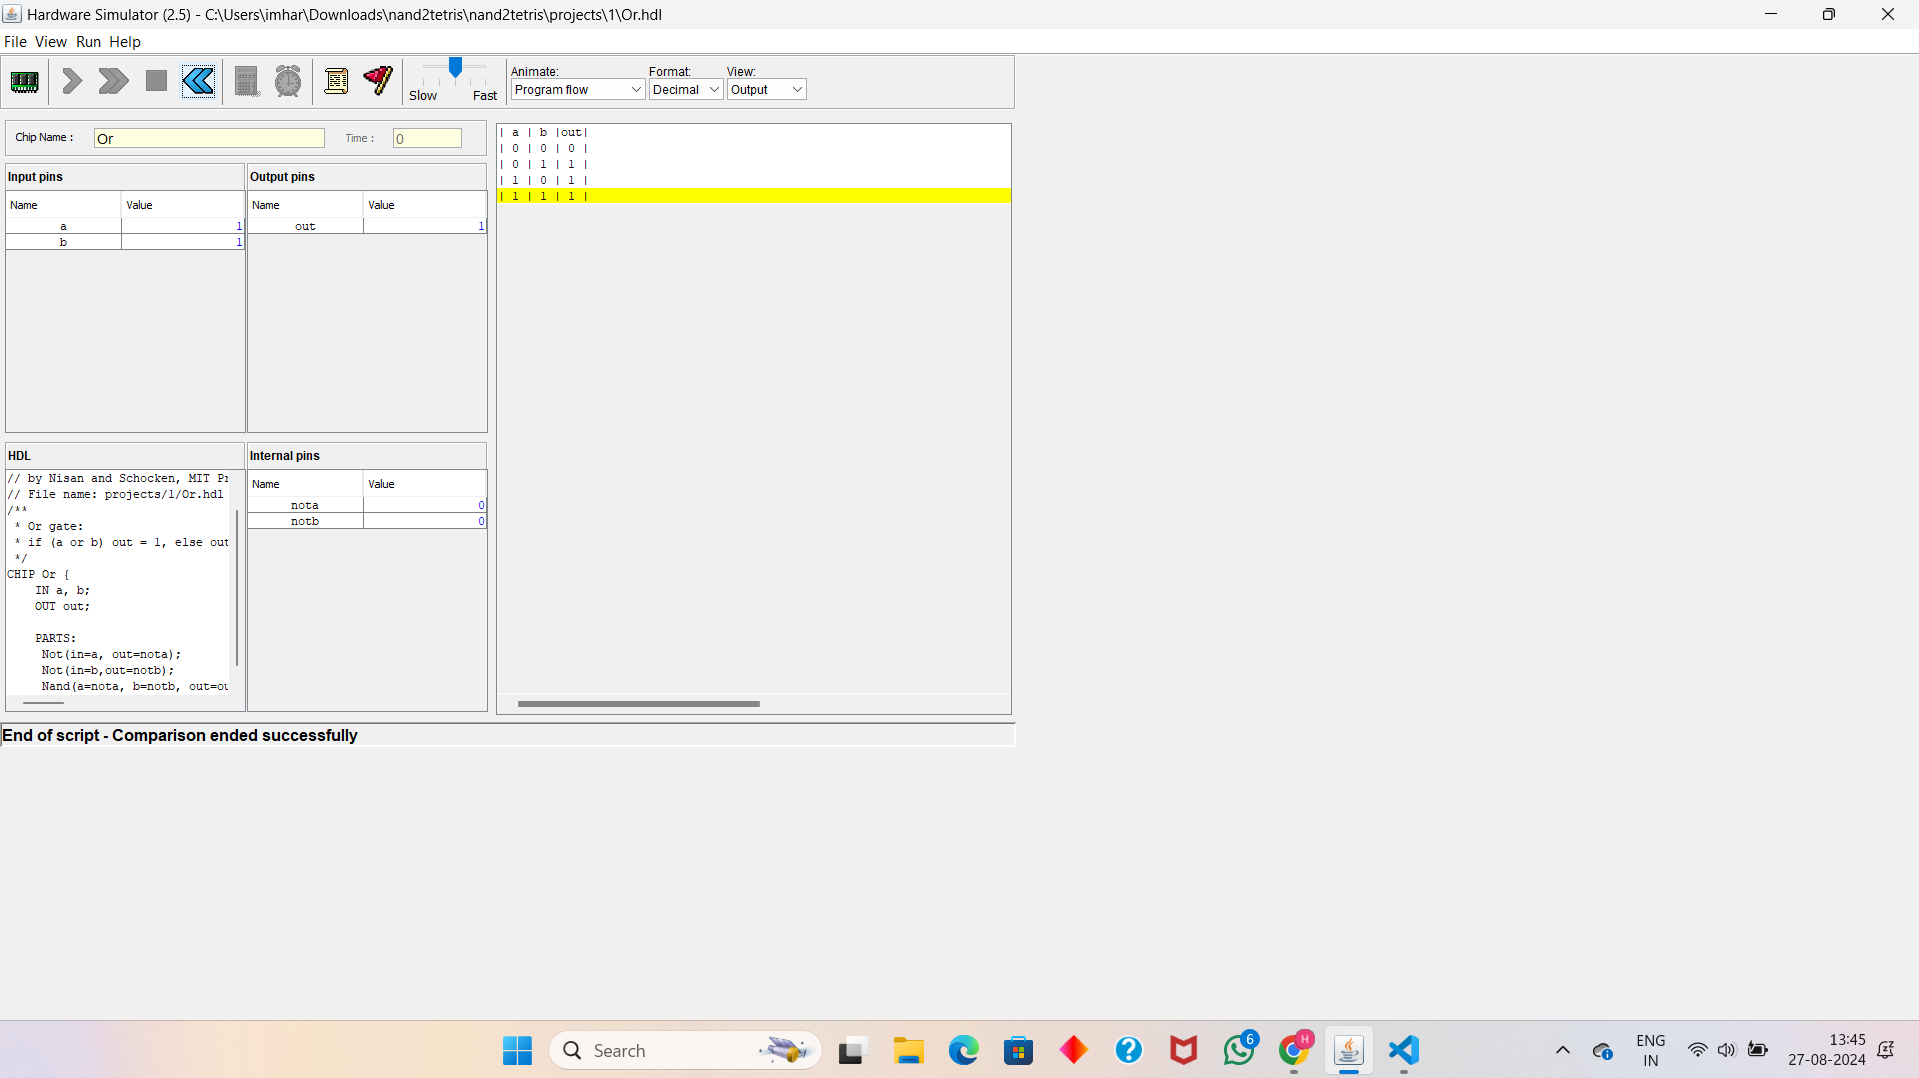 Hardware Simulator (2.5) - C:\Users\imhar\Downloads\nand2tetris\nand2tetris\projects\1\Or.hdl
File View Run Help
Slow Fast
Animate: Format: View:
Program flow Decimal Output
Chip Name : Or Time : 0
Input pins
Name Value
a 1
b 1
Output pins
Name Value
out 1
| a | b |out|
| 0 | 0 | 0 |
| 0 | 1 | 1 |
| 1 | 0 | 1 |
| 1 | 1 | 1 |
HDL
// by Nisan and Schocken, MIT Pr
// File name: projects/1/Or.hdl
/**
* Or gate:
* if (a or b) out = 1, else out
*/
CHIP Or {
IN a, b;
OUT out;
PARTS:
Not(in=a, out=nota);
Not(in=b,out=notb);
Nand(a=nota, b=notb, out=ou
Internal pins
Name Value
nota 0
notb 0
End of script - Comparison ended successfully
Search
6
H
ENG
IN
13:45
27-08-2024